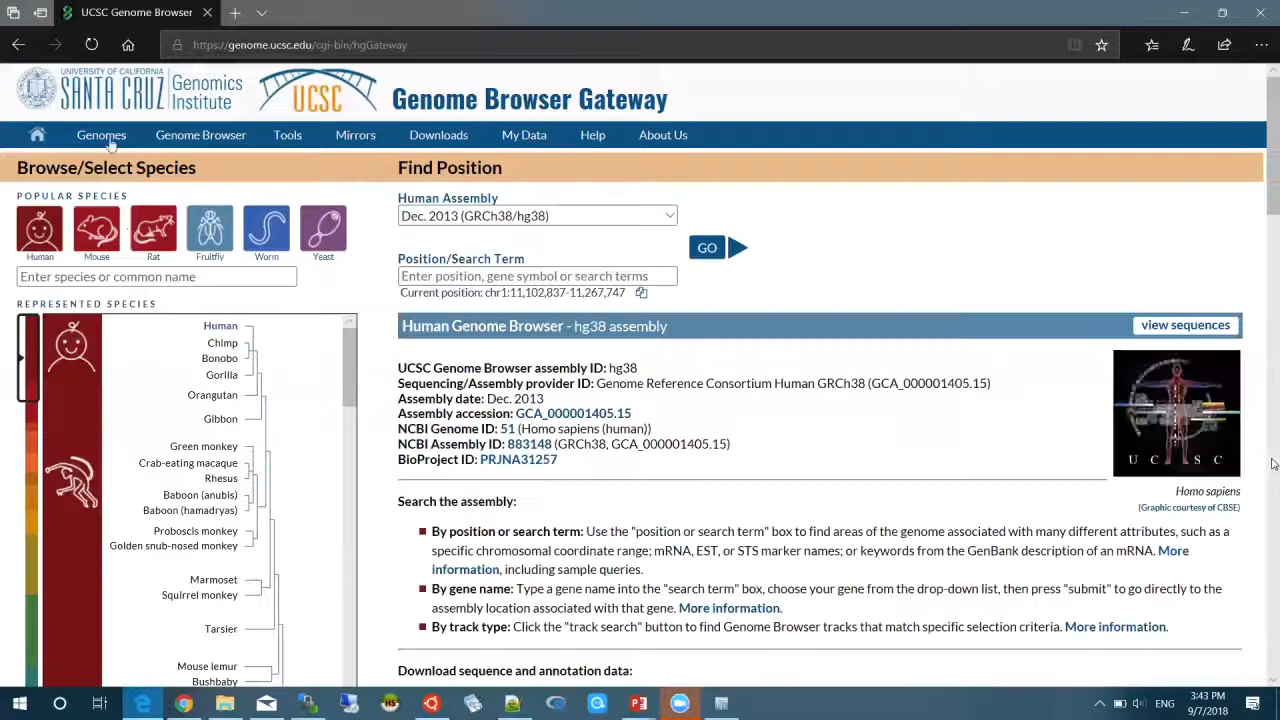 UCSC Genome Browser Gat
https://genome.ucsc.edu/cgi-bin/hgGateway
UNIVERSITY OF CALIFORNIA
SANTA CRUZ
Genomics
Institute
UCSC
Genome Browser Gateway
Genomes Genome Browser Tools Mirrors Downloads My Data Help About Us
Browse/Select Species
POPULAR SPECIES
Human Mouse Rat Fruitfly Worm Yeast
Enter species or common name
REPRESENTED SPECIES
Human
Chimp
Bonobo
Gorilla
Orangutan
Gibbon
Green monkey
Crab-eating macaque
Rhesus
Baboon (anubis)
Baboon (hamadryas)
Proboscis monkey
Golden snub-nosed monkey
Marmoset
Squirrel monkey
Tarsier
Mouse lemur
Bushbaby
Find Position
Human Assembly
Dec. 2013 (GRCh38/hg38)
GO
Position/Search Term
Enter position, gene symbol or search terms
Current position: chr1:11,102,837-11,267,747
Human Genome Browser - hg38 assembly
view sequences
UCSC Genome Browser assembly ID: hg38
Sequencing/Assembly provider ID: Genome Reference Consortium Human GRCh38 (GCA_000001405.15)
Assembly date: Dec. 2013
Assembly accession: GCA_000001405.15
NCBI Genome ID: 51 (Homo sapiens (human))
NCBI Assembly ID: 883148 (GRCh38, GCA_000001405.15)
BioProject ID: PRJNA31257
U C S C
Homo sapiens
(Graphic courtesy of CBSE)
Search the assembly:
By position or search term: Use the "position or search term" box to find areas of the genome associated with many different attributes, such as a
specific chromosomal coordinate range; mRNA, EST, or STS marker names; or keywords from the GenBank description of an mRNA. More
information, including sample queries.
By gene name: Type a gene name into the "search term" box, choose your gene from the drop-down list, then press "submit" to go directly to the
assembly location associated with that gene. More information.
By track type: Click the "track search" button to find Genome Browser tracks that match specific selection criteria. More information.
Download sequence and annotation data:
ENG
3:43 PM
9/7/2018